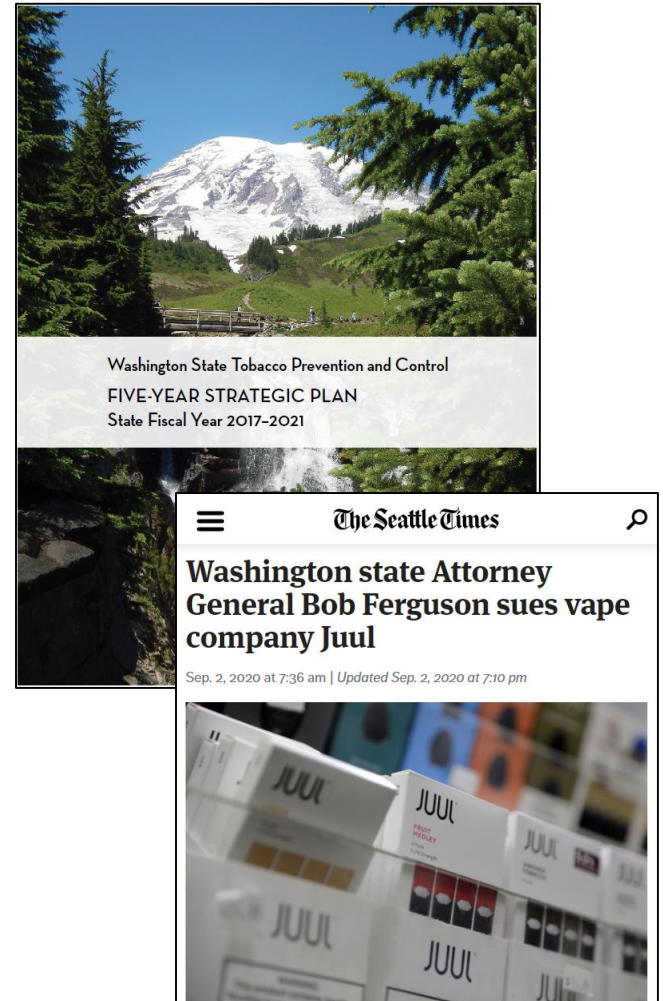 Washington State Tobacco Prevention and Control
FIVE-YEAR STRATEGIC PLAN
State Fiscal Year 2017–2021
The Seattle Times
Washington state Attorney
General Bob Ferguson sues vape
company Juul
Sep. 2, 2020 at 7:36 am | Updated Sep. 2, 2020 at 7:10 pm
JUUL
JUUL
FRUIT
MEDLEY
JUUL
JUUL
JUUL
JUUL
WARNING: